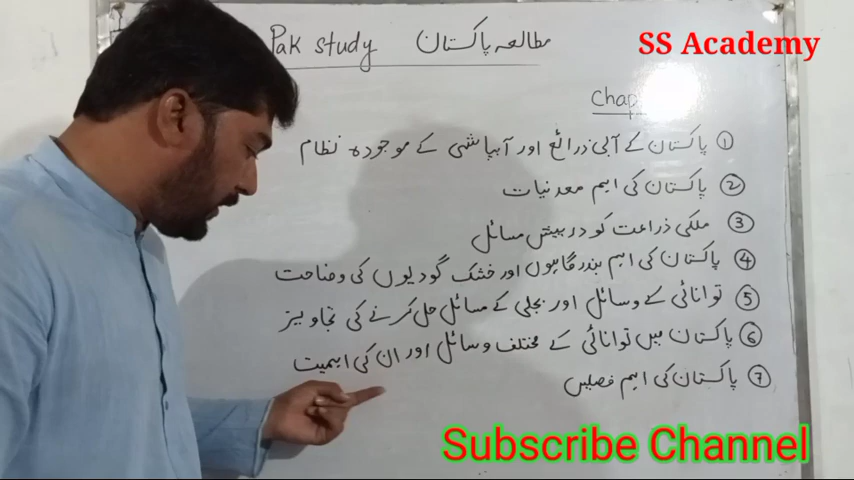 Pak study مطالعہ پاکستان
SS Academy
Chap
① پاکستان کے آبی ذرائع اور آبپاشی کے موجودہ نظام
② پاکستان کی اہم معدنیات
③ ملکی ذراعت کو درپیش مسائل
④ پاکستان کی اہم بندرگاہوں اور خشک گودیوں کی وضاحت
⑤ توانائی کے وسائل اور بجلی کے مسائل حل کرنے کی تجاویز
⑥ پاکستان میں توانائی کے مختلف وسائل اور ان کی اہمیت
⑦ پاکستان کی اہم فصلیں
Subscribe Channel